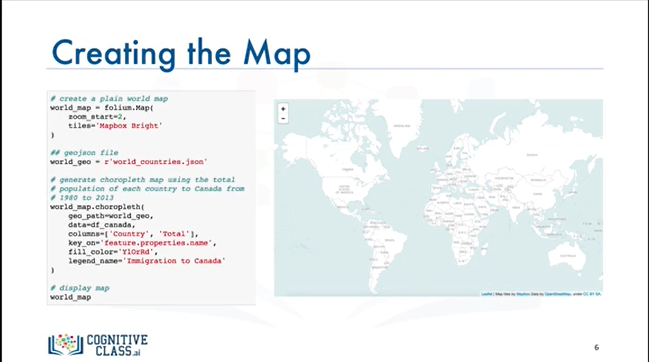 Creating the Map
# create a plain world map
world_map = folium.Map(
    zoom_start=2,
    tiles='Mapbox Bright'
)
## geojson file
world_geo = r'world_countries.json'
# generate choropleth map using the total
# population of each country to Canada from
# 1980 to 2013
world_map.choropleth(
    geo_path=world_geo,
    data=df_canada,
    columns=['Country', 'Total'],
    key_on='feature.properties.name',
    fill_color='YlOrRd',
    legend_name='Immigration to Canada'
)
# display map
world_map
+
-
Leaflet | Map tiles by Mapbox Data by OpenStreetMap, under CC BY SA.
COGNITIVE
CLASS.ai
6